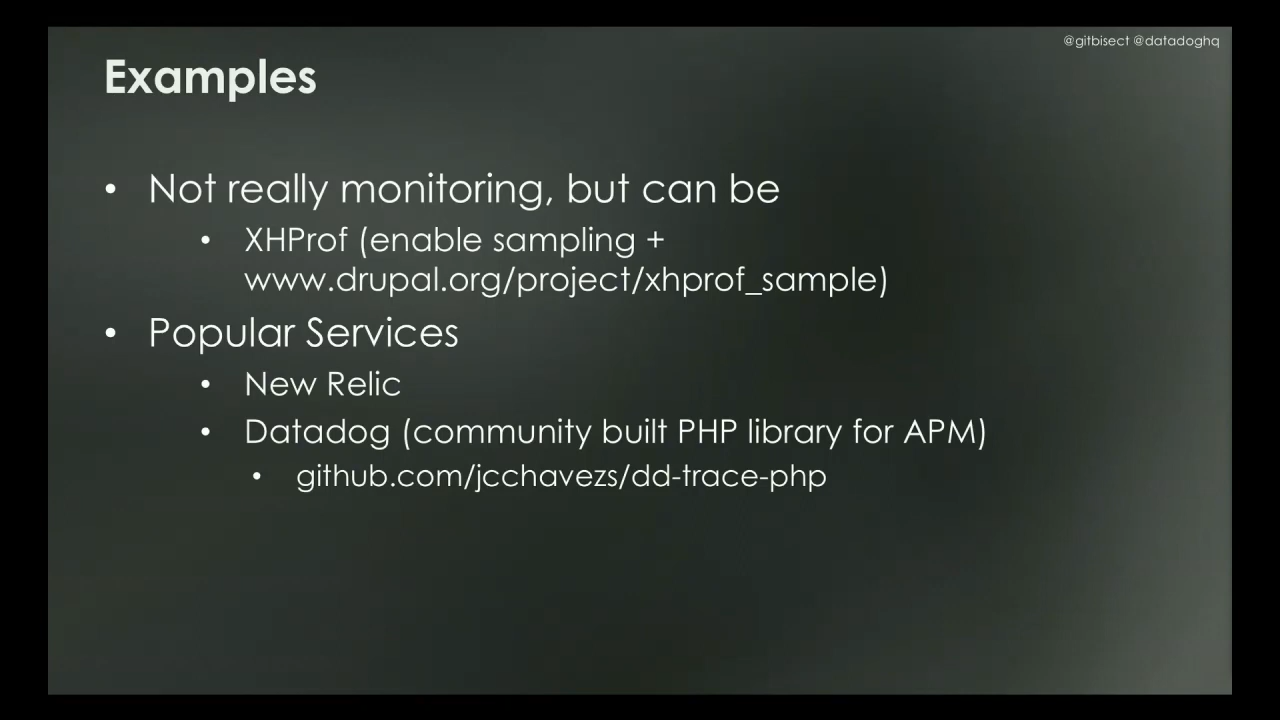 @gitbisect @datadoghq
Examples
• Not really monitoring, but can be
• XHProf (enable sampling +
www.drupal.org/project/xhprof_sample)
• Popular Services
• New Relic
• Datadog (community built PHP library for APM)
• github.com/jcchavezs/dd-trace-php